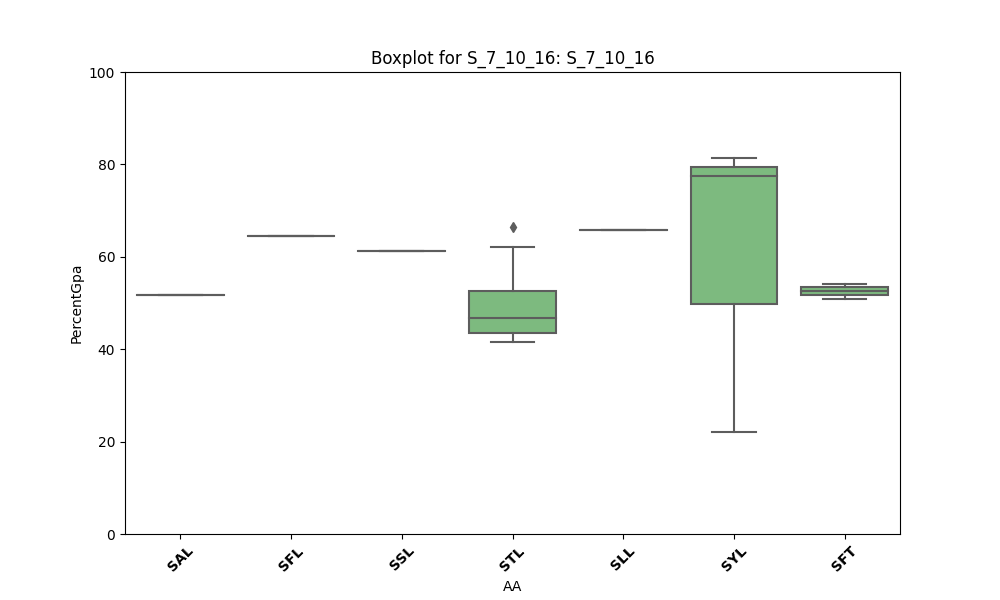 Boxplot for S_7_10_16: S_7_10_16
100
80
60
40
20
0
PercentGpa
SAL
SFL
SSL
STL
SLL
SYL
SFT
AA